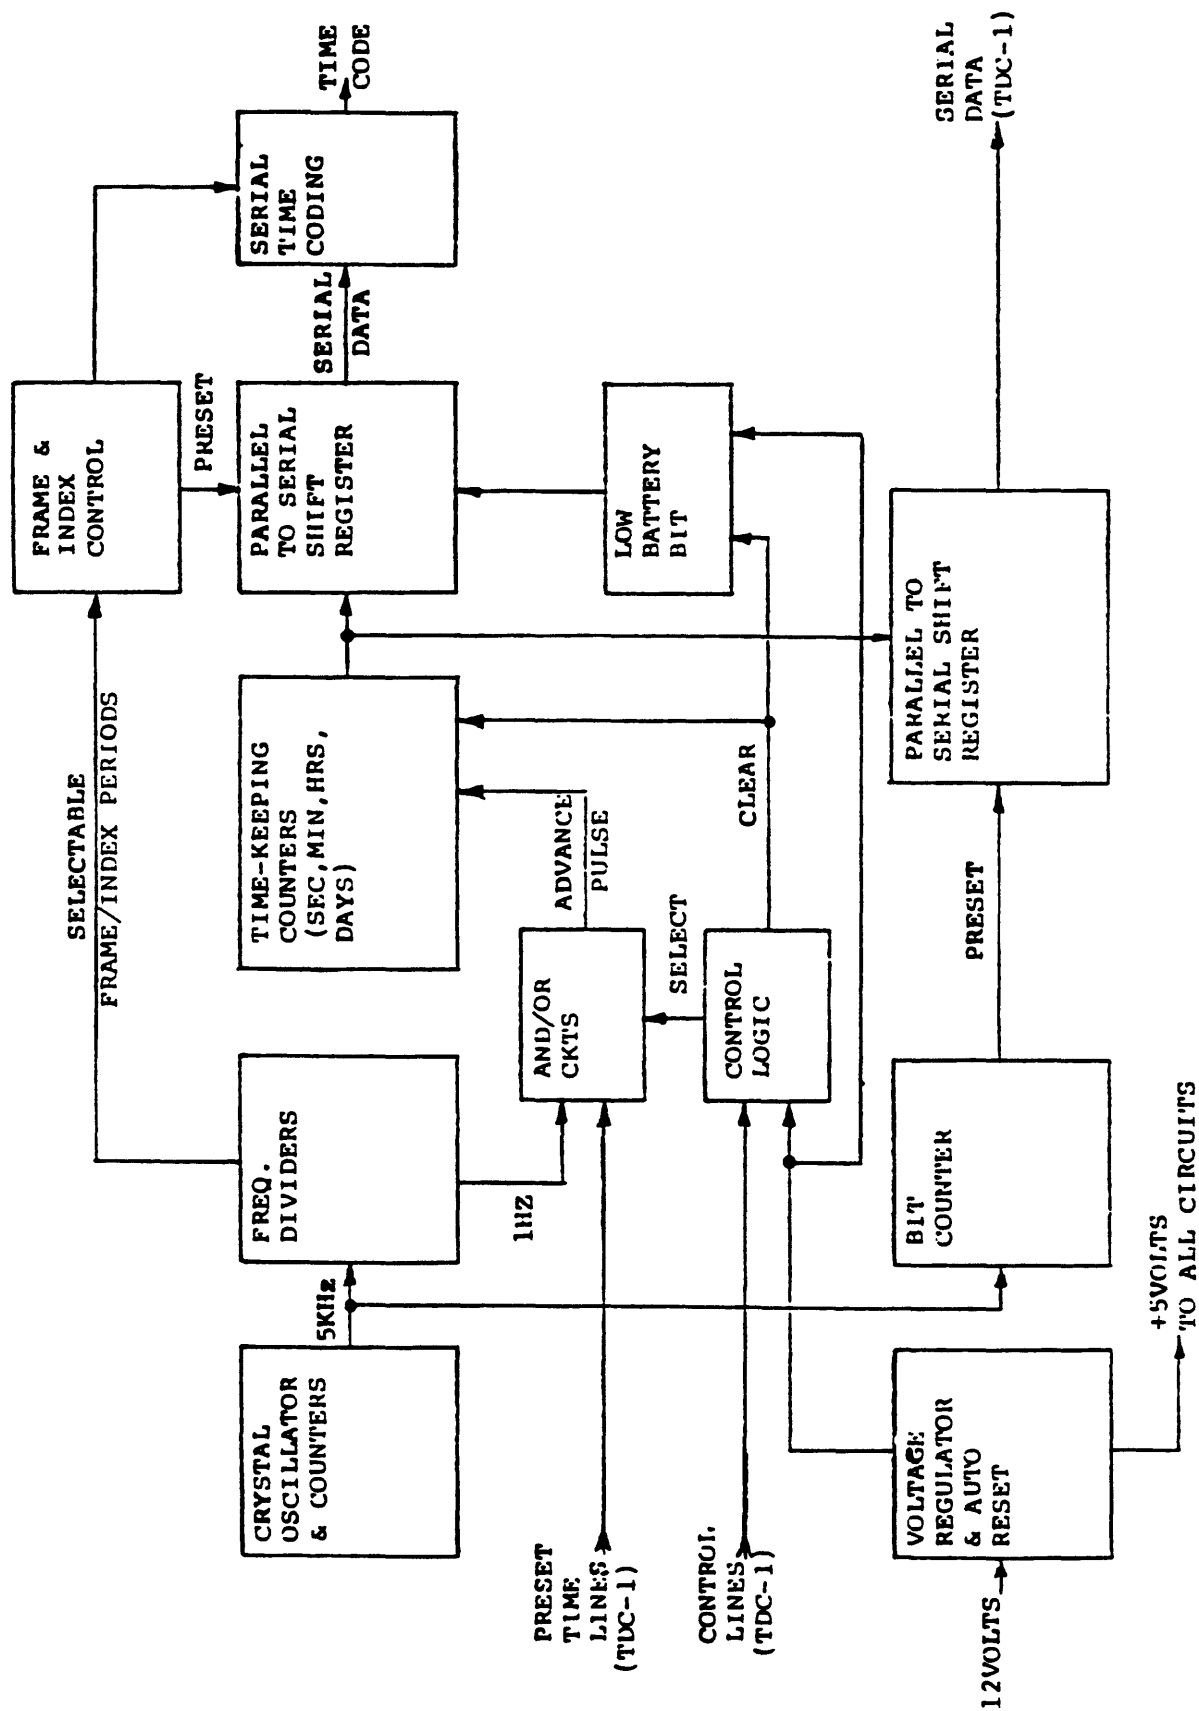 CRYSTAL
OSCILLATOR
& COUNTERS
5KHz
FREQ.
DIVIDERS
1HZ
SELECTABLE
FRAME/INDEX PERIODS
FRAME &
INDEX
CONTROL
PRESET
TIME-KEEPING
COUNTERS
(SEC,MIN,HRS,
DAYS)
PARALLEL
TO SERIAL
SHIFT
REGISTER
SERIAL
DATA
SERIAL
TIME
CODING
TIME
CODE
PRESET
TIME
LINES
(TDC-1)
AND/OR
CKTS
ADVANCE
PULSE
SELECT
CONTROL
LINES
(TDC-1)
CONTROL
LOGIC
CLEAR
LOW
BATTERY
BIT
12VOLTS
VOLTAGE
REGULATOR
& AUTO
RESET
+5VOLTS
TO ALL CIRCUITS
BIT
COUNTER
PRESET
PARALLEL TO
SERIAL SHIFT
REGISTER
SERIAL
DATA
(TDC-1)